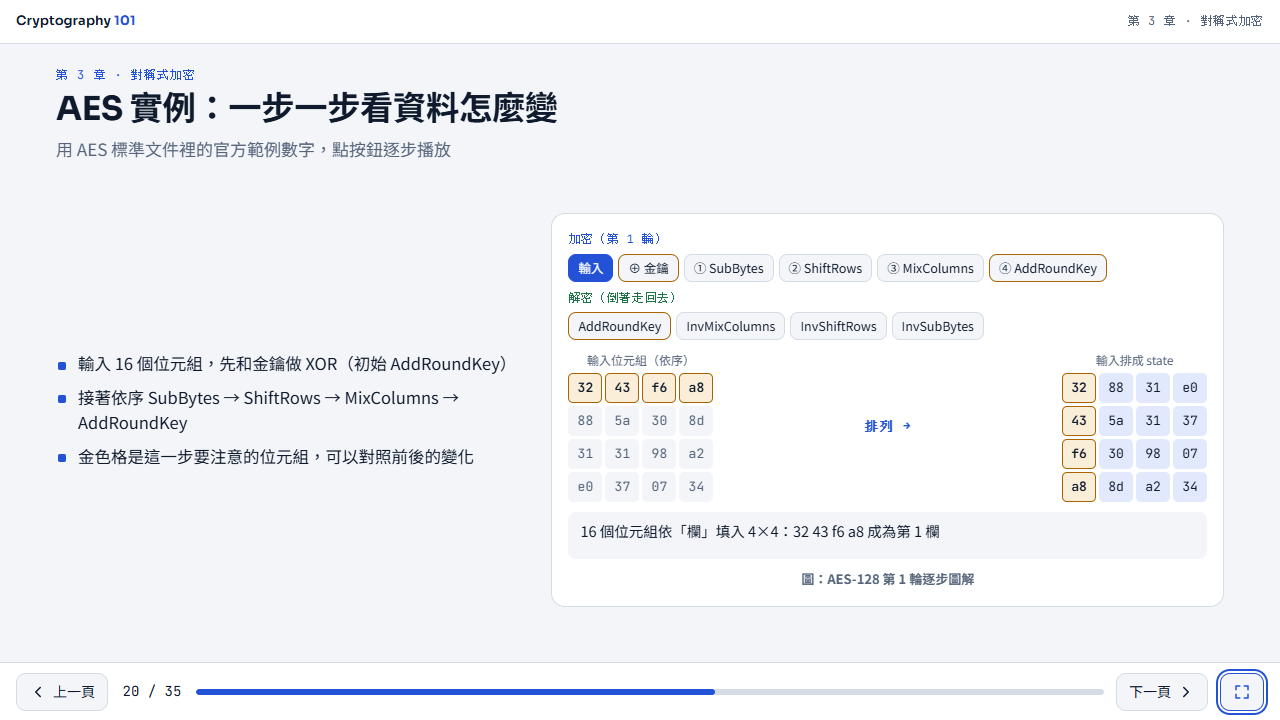 Cryptography 101
第 3 章 · 對稱式加密
第 3 章 · 對稱式加密
AES 實例：一步一步看資料怎麼變
用 AES 標準文件裡的官方範例數字，點按鈕逐步播放
輸入 16 個位元組，先和金鑰做 XOR（初始 AddRoundKey）
接著依序 SubBytes → ShiftRows → MixColumns →
AddRoundKey
金色格是這一步要注意的位元組，可以對照前後的變化
加密（第 1 輪）
輸入 ⊕ 金鑰 ① SubBytes ② ShiftRows ③ MixColumns ④ AddRoundKey
解密（倒著走回去）
AddRoundKey InvMixColumns InvShiftRows InvSubBytes
輸入位元組（依序）
32 43 f6 a8
88 5a 30 8d
31 31 98 a2
e0 37 07 34
排列 →
輸入排成 state
32 88 31 e0
43 5a 31 37
f6 30 98 07
a8 8d a2 34
16 個位元組依「欄」填入 4×4：32 43 f6 a8 成為第 1 欄
圖：AES-128 第 1 輪逐步圖解
上一頁
20 / 35
下一頁